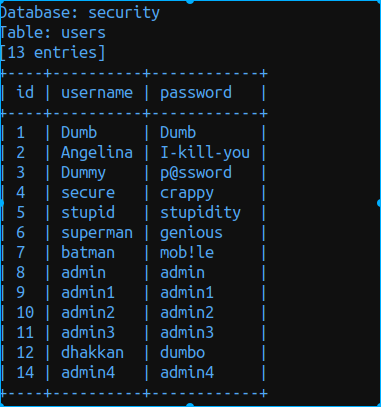 Database: security
Table: users
[13 entries]
+----+----------+------------+
| id | username | password   |
+----+----------+------------+
| 1  | Dumb     | Dumb       |
| 2  | Angelina | I-kill-you |
| 3  | Dummy    | p@ssword   |
| 4  | secure   | crappy     |
| 5  | stupid   | stupidity  |
| 6  | superman | genious    |
| 7  | batman   | mob!le     |
| 8  | admin    | admin      |
| 9  | admin1   | admin1     |
| 10 | admin2   | admin2     |
| 11 | admin3   | admin3     |
| 12 | dhakkan  | dumbo      |
| 14 | admin4   | admin4     |
+----+----------+------------+